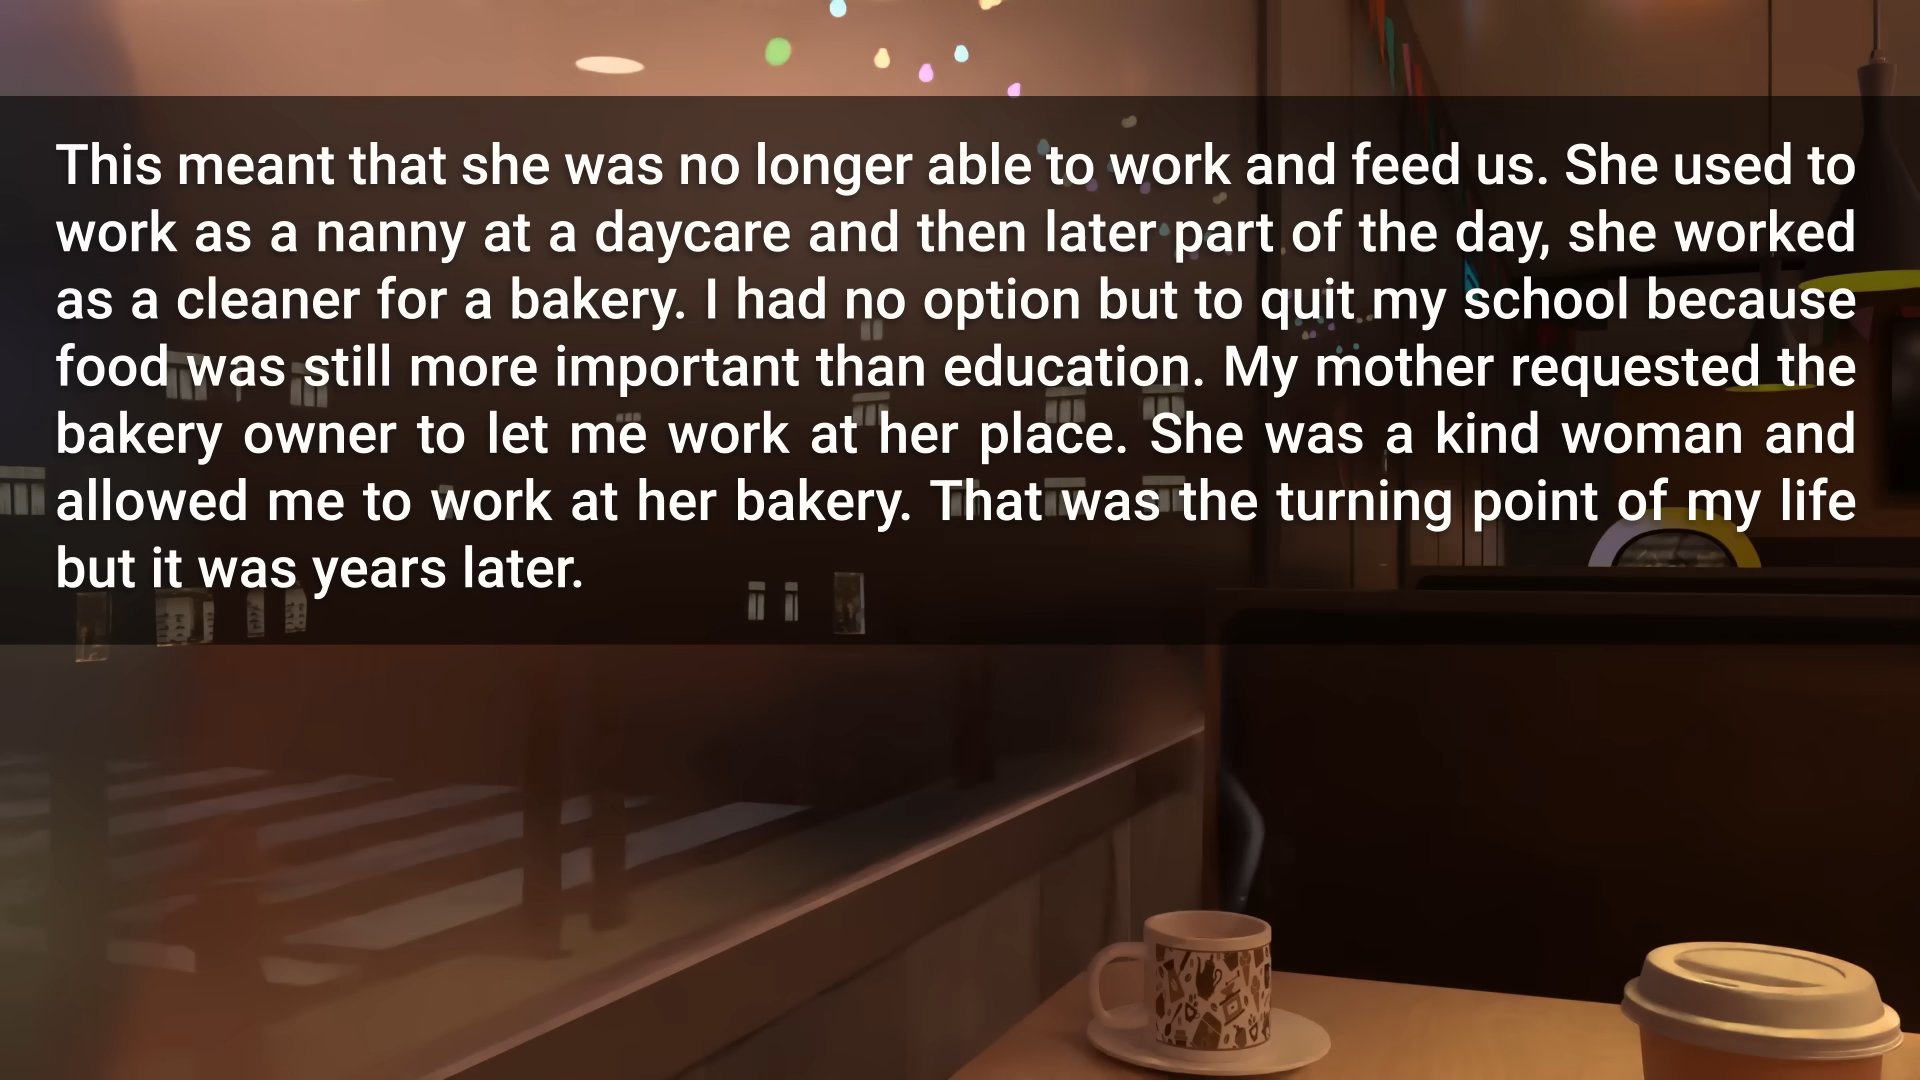 This meant that she was no longer able to work and feed us. She used to
work as a nanny at a daycare and then later part of the day, she worked
as a cleaner for a bakery. I had no option but to quit my school because
food was still more important than education. My mother requested the
bakery owner to let me work at her place. She was a kind woman and
allowed me to work at her bakery. That was the turning point of my life
but it was years later.